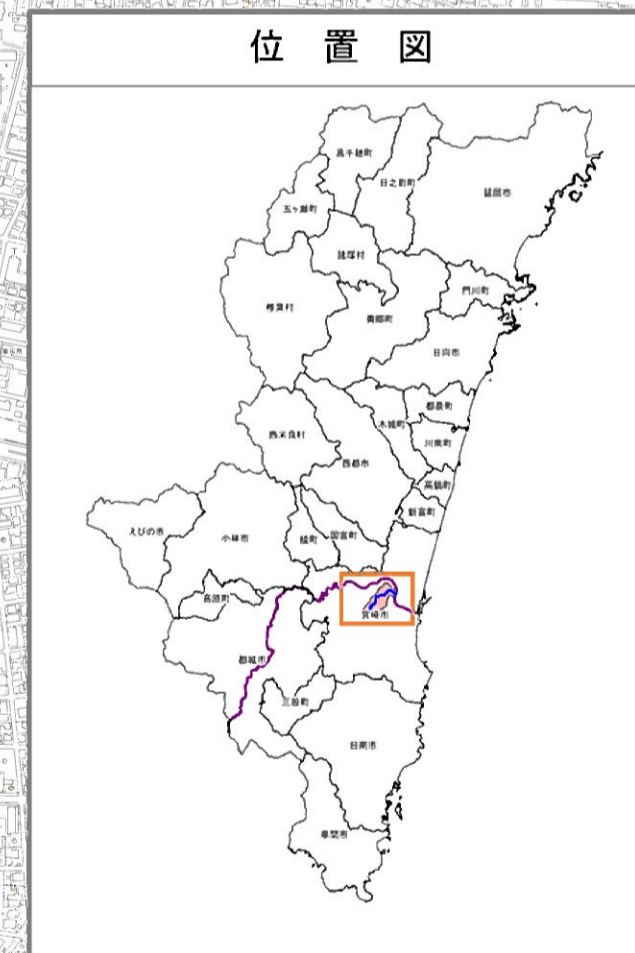 位置図
高千穂町
日之影町
延岡市
五ヶ瀬町
諸塚村
椎葉村
美郷町
門川町
日向市
都農町
木城町
川南町
西米良村
西都市
高鍋町
新富町
えびの市
小林市
綾町
国富町
高原町
宮崎市
都城市
三股町
日南市
串間市